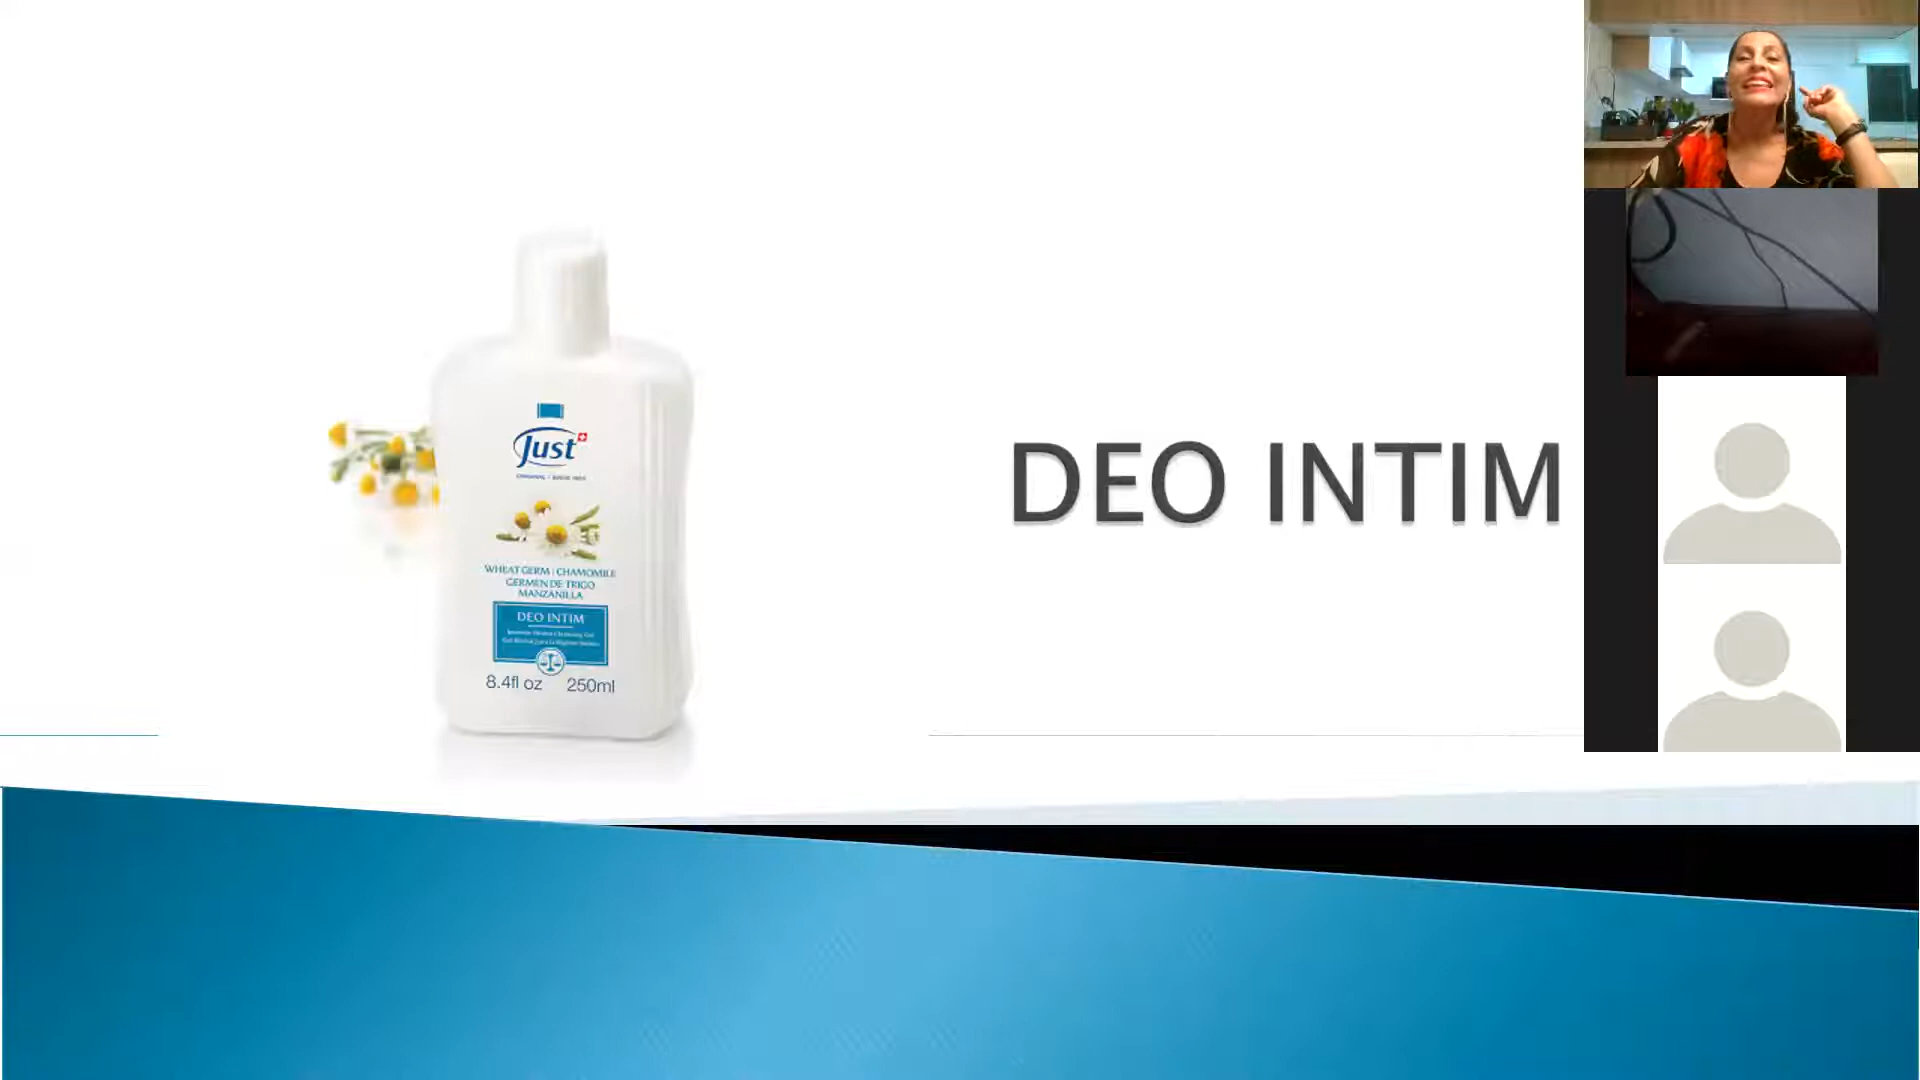 Just
WHEAT GERM | CHAMOMILE
GERMEN DE TRIGO
MANZANILLA
DEO INTIM
8.4fl oz 250ml
DEO INTIM